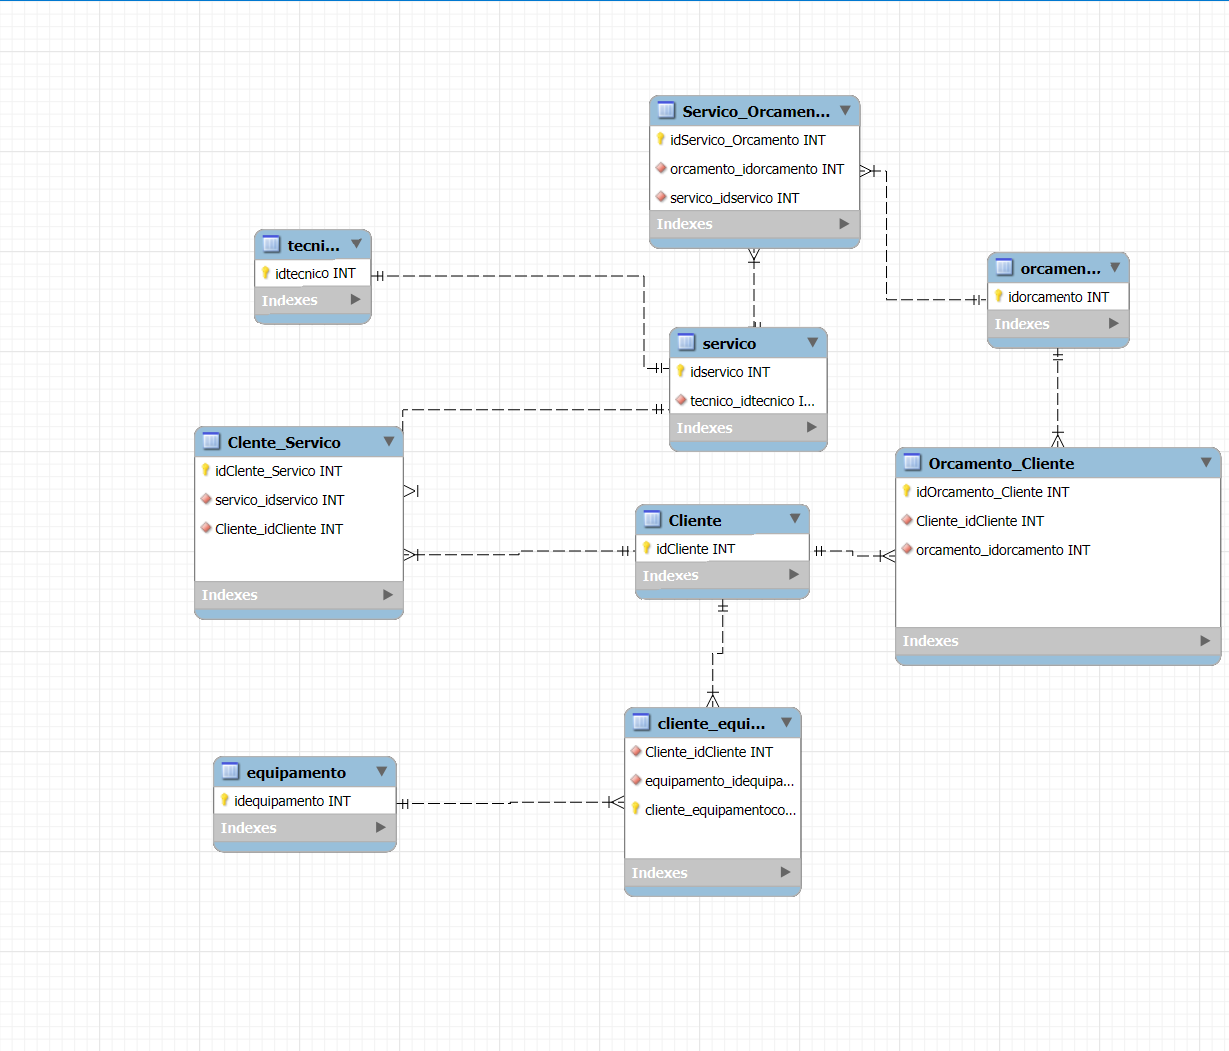 Servico_Orcamen...
idServico_Orcamento INT
orcamento_idorcamento INT
servico_idservico INT
Indexes
tecni...
idtecnico INT
Indexes
orcamen...
idorcamento INT
Indexes
servico
idservico INT
tecnico_idtecnico I...
Indexes
Clente_Servico
idClente_Servico INT
servico_idservico INT
Cliente_idCliente INT
Indexes
Cliente
idCliente INT
Indexes
Orcamento_Cliente
idOrcamento_Cliente INT
Cliente_idCliente INT
orcamento_idorcamento INT
Indexes
cliente_equi...
Cliente_idCliente INT
equipamento_idequipa...
cliente_equipamentoco...
Indexes
equipamento
idequipamento INT
Indexes